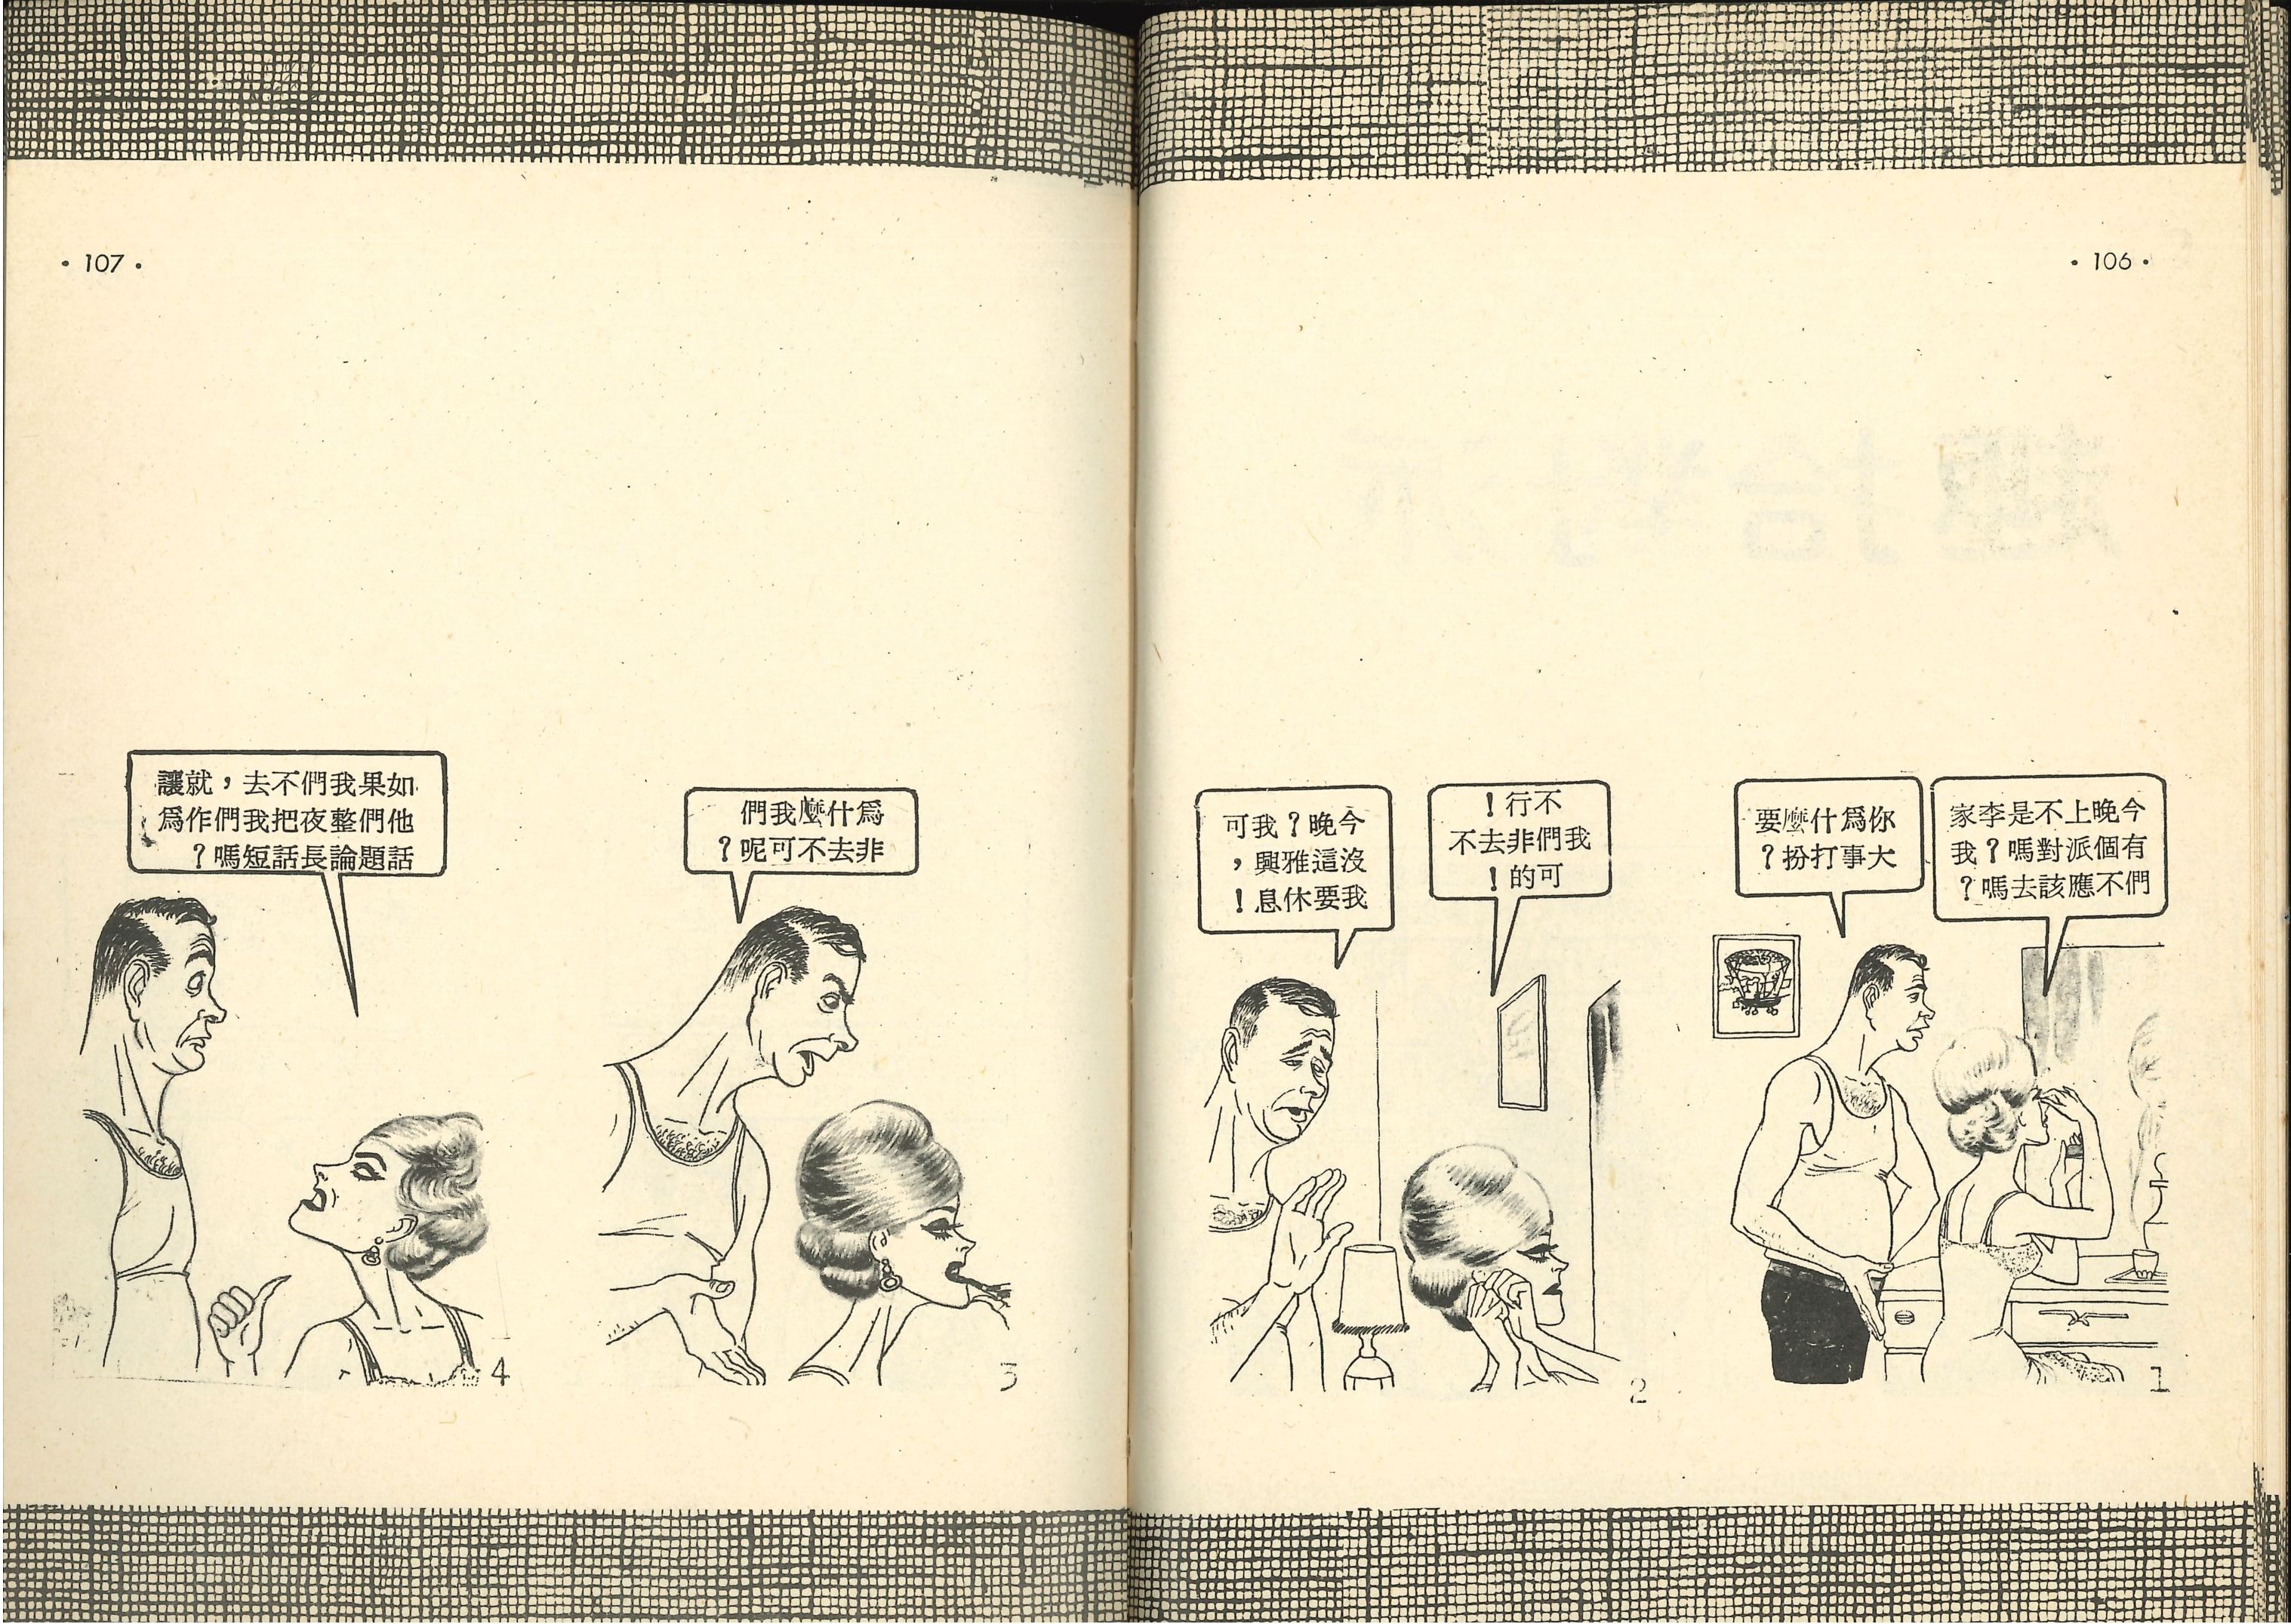 · 106 ·
你爲什麼要
大事打扮？
今晚上不是李家
有個派對嗎？我
們不應該去嗎？
1
今晚？我可
沒這雅興，
我要休息！
不行！
我們非去不
可的！
2
· 107 ·
爲什麼我們
非去不可呢？
3
如果我們不去，就讓
他們整夜把我們作爲
話題論長話短嗎？
4